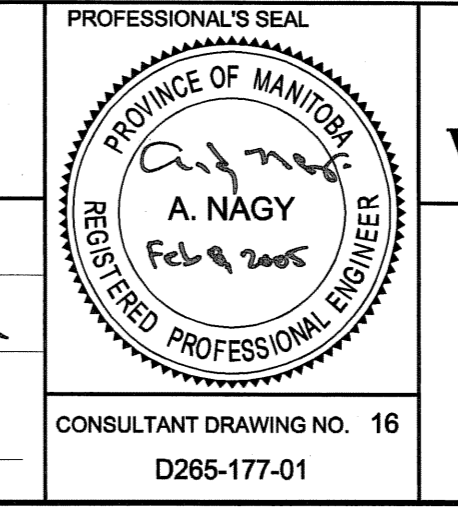 PROFESSIONAL'S SEAL
PROVINCE OF MANITOBA
A. NAGY
Feb 8, 2005
REGISTERED PROFESSIONAL ENGINEER
CONSULTANT DRAWING NO. 16
D265-177-01